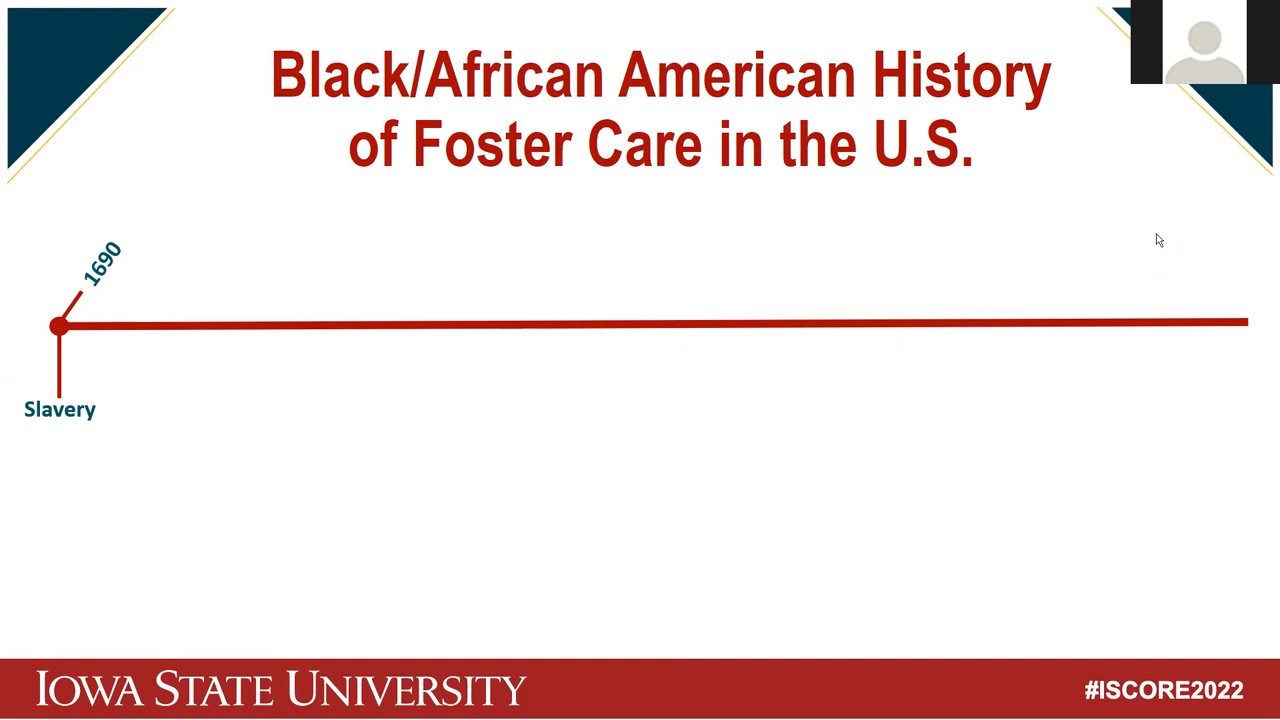 Black/African American History
of Foster Care in the U.S.
1690
Slavery
IOWA STATE UNIVERSITY
#ISCORE2022